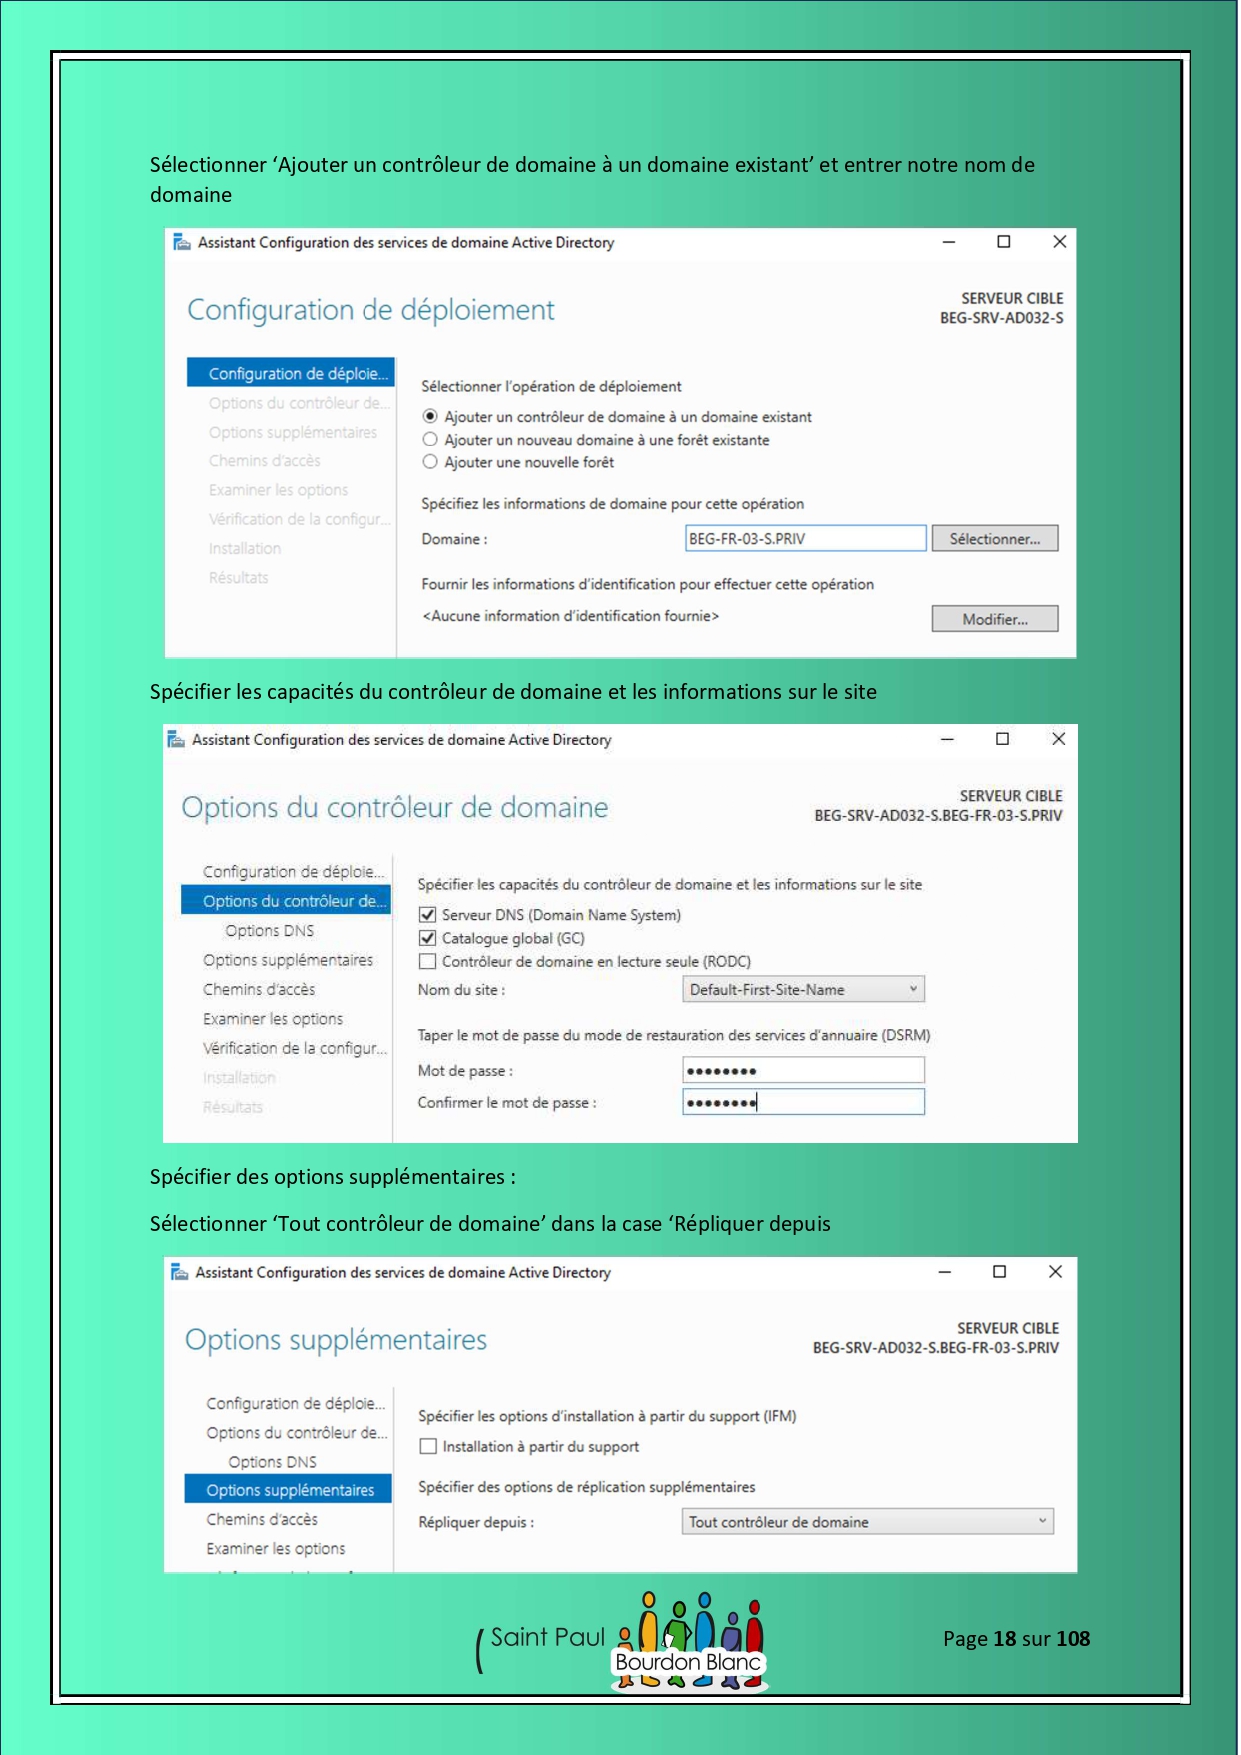 Sélectionner ‘Ajouter un contrôleur de domaine à un domaine existant’ et entrer notre nom de
domaine
Assistant Configuration des services de domaine Active Directory
Configuration de déploiement
SERVEUR CIBLE
BEG-SRV-AD032-S
Configuration de déploie...
Options du contrôleur de...
Options supplémentaires
Chemins d'accès
Examiner les options
Vérification de la configur...
Installation
Résultats
Sélectionner l'opération de déploiement
Ajouter un contrôleur de domaine à un domaine existant
Ajouter un nouveau domaine à une forêt existante
Ajouter une nouvelle forêt
Spécifiez les informations de domaine pour cette opération
Domaine : BEG-FR-03-S.PRIV Sélectionner...
Fournir les informations d'identification pour effectuer cette opération
<Aucune information d'identification fournie> Modifier...
Spécifier les capacités du contrôleur de domaine et les informations sur le site
Assistant Configuration des services de domaine Active Directory
Options du contrôleur de domaine
SERVEUR CIBLE
BEG-SRV-AD032-S.BEG-FR-03-S.PRIV
Configuration de déploie...
Options du contrôleur de...
Options DNS
Options supplémentaires
Chemins d'accès
Examiner les options
Vérification de la configur...
Installation
Résultats
Spécifier les capacités du contrôleur de domaine et les informations sur le site
Serveur DNS (Domain Name System)
Catalogue global (GC)
Contrôleur de domaine en lecture seule (RODC)
Nom du site : Default-First-Site-Name
Taper le mot de passe du mode de restauration des services d'annuaire (DSRM)
Mot de passe : ●●●●●●●●
Confirmer le mot de passe : ●●●●●●●●
Spécifier des options supplémentaires :
Sélectionner ‘Tout contrôleur de domaine’ dans la case ‘Répliquer depuis
Assistant Configuration des services de domaine Active Directory
Options supplémentaires
SERVEUR CIBLE
BEG-SRV-AD032-S.BEG-FR-03-S.PRIV
Configuration de déploie...
Options du contrôleur de...
Options DNS
Options supplémentaires
Chemins d'accès
Examiner les options
Spécifier les options d'installation à partir du support (IFM)
Installation à partir du support
Spécifier des options de réplication supplémentaires
Répliquer depuis : Tout contrôleur de domaine
Saint Paul
Bourdon Blanc
Page 18 sur 108